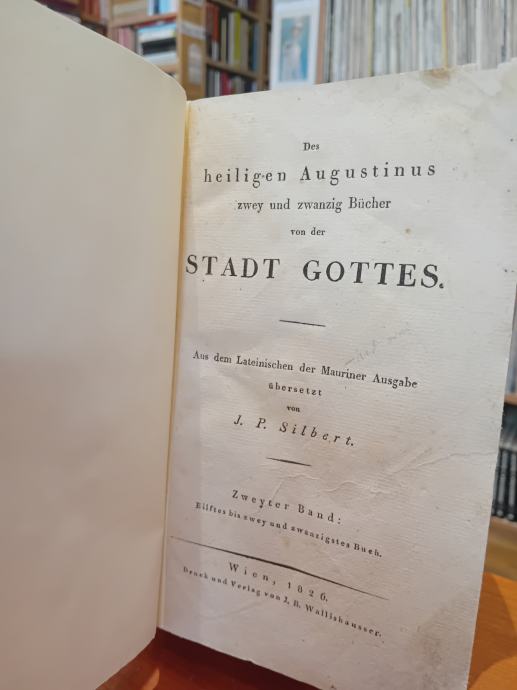 Des
heiligen Augustinus
zwey und zwanzig Bücher
von der
STADT GOTTES.
Aus dem Lateinischen der Mauriner Ausgabe
übersetzt
von
J. P. Silbert.
Zweyter Band:
Eilftes bis zwey und zwanzigstes Buch.
Wien, 1826.
Druck und Verlag von J. B. Wallishausser.